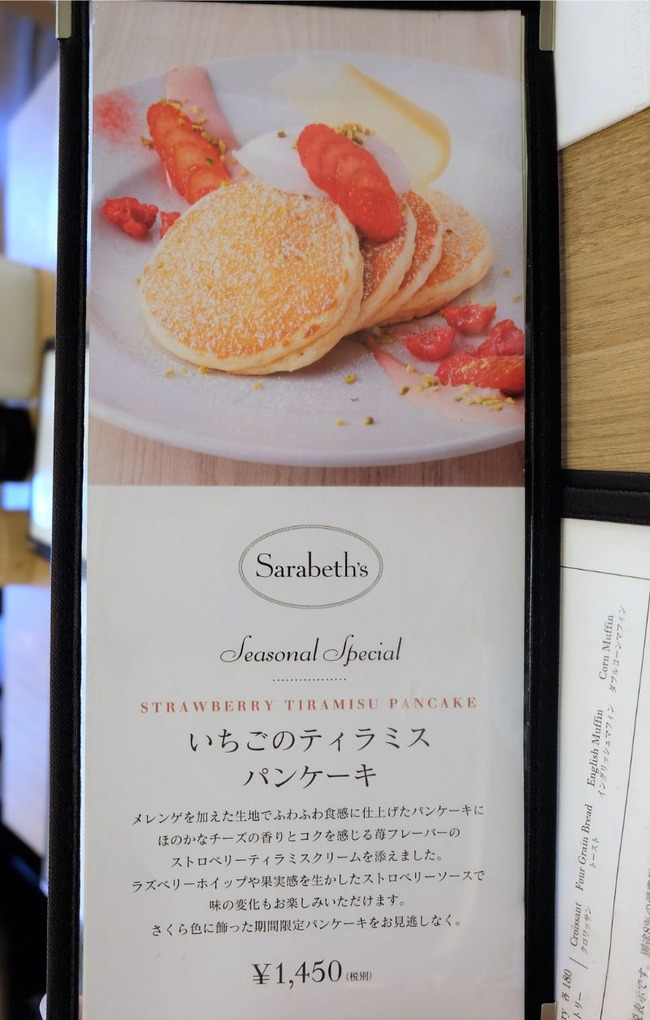 Sarabeth's
Seasonal Special
STRAWBERRY TIRAMISU PANCAKE
いちごのティラミス
パンケーキ
メレンゲを加えた生地でふわふわ食感に仕上げたパンケーキに
ほのかなチーズの香りとコクを感じる苺フレーバーの
ストロベリーティラミスクリームを添えました。
ラズベリーホイップや果実感を生かしたストロベリーソースで
味の変化もお楽しみいただけます。
さくら色に飾った期間限定パンケーキをお見逃しなく。
¥1,450(税別)
各180 | Croissant Four Grain Bread English Muffin Corn Muffin
クロワッサン トースト イングリッシュマフィン ダブルコーンマフィン